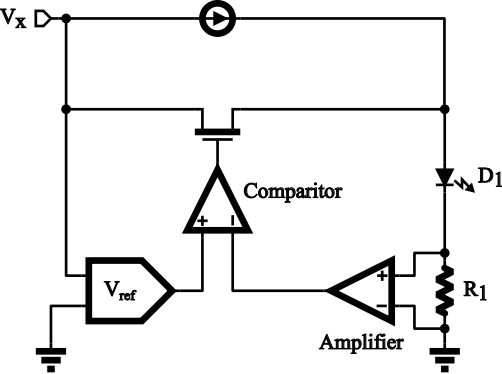 Vx
Comparitor
D1
Vref
+
−
+
−
R1
Amplifier